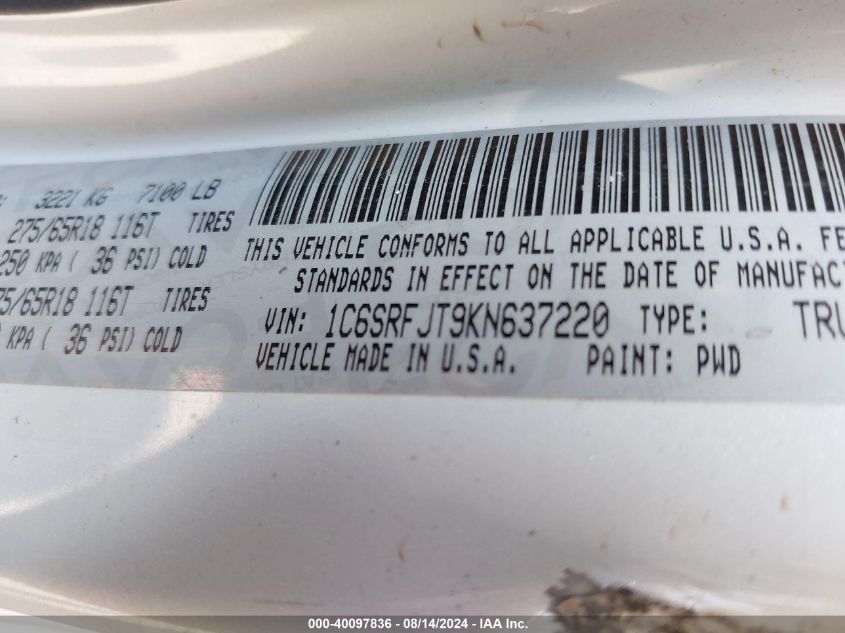 3221 KG 7100 LB
275/65R18 116T TIRES
250 KPA ( 36 PSI) COLD
75/65R18 116T TIRES
KPA ( 36 PSI) COLD
THIS VEHICLE CONFORMS TO ALL APPLICABLE U.S.A. FE
STANDARDS IN EFFECT ON THE DATE OF MANUFAC
VIN: 1C6SRFJT9KN637220 TYPE: TRU
VEHICLE MADE IN U.S.A. PAINT: PWD
000-40097836 - 08/14/2024 - IAA Inc.